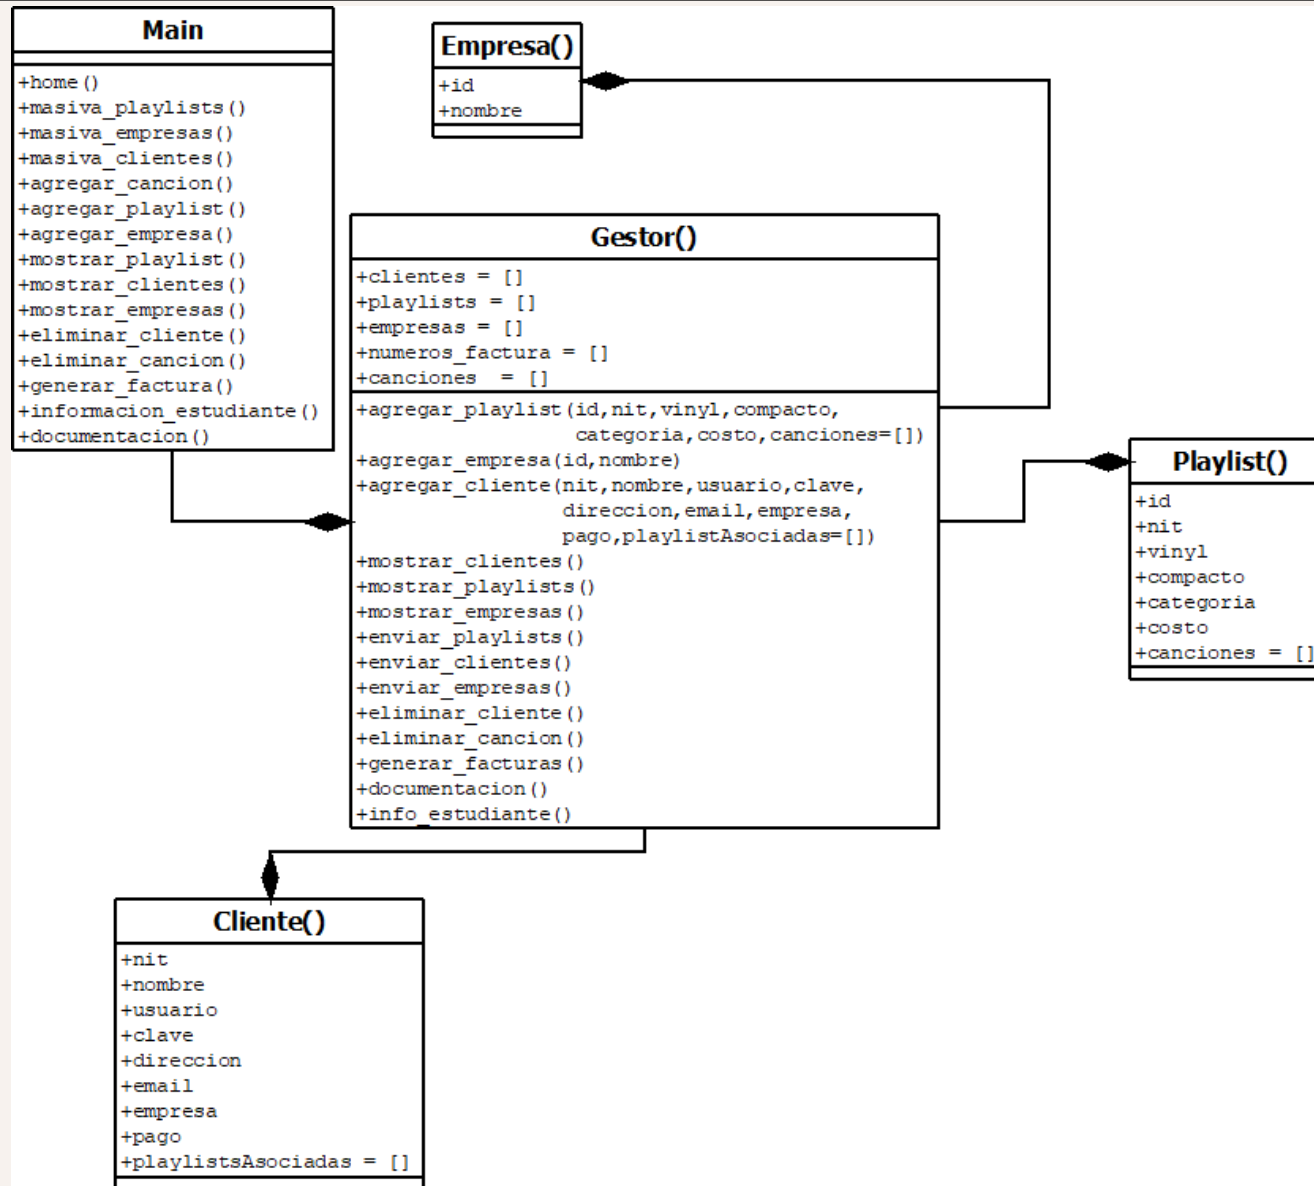 Main
+home()
+masiva_playlists()
+masiva_empresas()
+masiva_clientes()
+agregar_cancion()
+agregar_playlist()
+agregar_empresa()
+mostrar_playlist()
+mostrar_clientes()
+mostrar_empresas()
+eliminar_cliente()
+eliminar_cancion()
+generar_factura()
+informacion_estudiante()
+documentacion()
Empresa()
+id
+nombre
Gestor()
+clientes = []
+playlists = []
+empresas = []
+numeros_factura = []
+canciones  = []
+agregar_playlist(id,nit,vinyl,compacto,
categoria,costo,canciones=[])
+agregar_empresa(id,nombre)
+agregar_cliente(nit,nombre,usuario,clave,
direccion,email,empresa,
pago,playlistAsociadas=[])
+mostrar_clientes()
+mostrar_playlists()
+mostrar_empresas()
+enviar_playlists()
+enviar_clientes()
+enviar_empresas()
+eliminar_cliente()
+eliminar_cancion()
+generar_facturas()
+documentacion()
+info_estudiante()
Playlist()
+id
+nit
+vinyl
+compacto
+categoria
+costo
+canciones = []
Cliente()
+nit
+nombre
+usuario
+clave
+direccion
+email
+empresa
+pago
+playlistsAsociadas = []